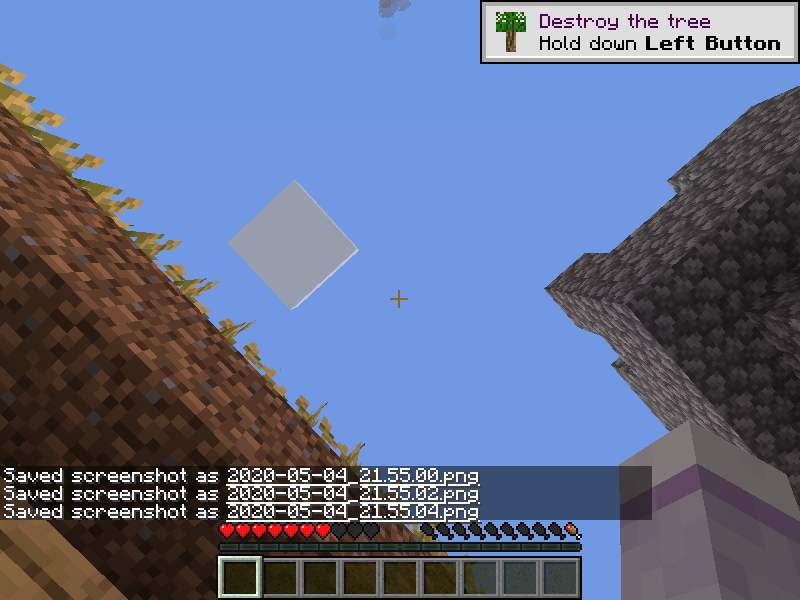 Destroy the tree
Hold down Left Button
Saved screenshot as 2020-05-04_21.55.00.png
Saved screenshot as 2020-05-04_21.55.02.png
Saved screenshot as 2020-05-04_21.55.04.png